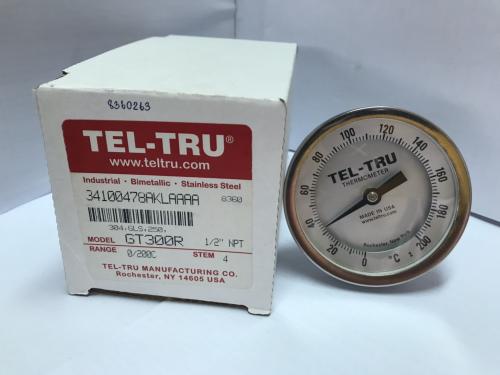 8360263
TEL-TRU®
www.teltru.com
Industrial • Bimetallic • Stainless Steel
34100478AKLAAAA 8360
304,GLS,250,
MODEL GT300R 1/2" NPT
RANGE 0/200C STEM 4
TEL-TRU MANUFACTURING CO.
Rochester, NY 14605 USA
0 20 40 60 80 100 120 140 160 180 200
TEL-TRU
THERMOMETER
MADE IN USA
°C
Rochester, New York